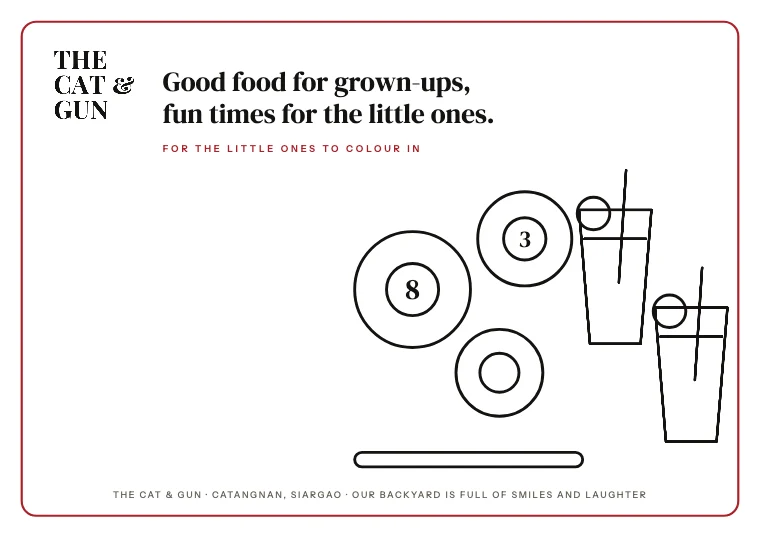 THE
CAT &
GUN
Good food for grown-ups,
fun times for the little ones.
FOR THE LITTLE ONES TO COLOUR IN
3
8
THE CAT & GUN · CATANGNAN, SIARGAO · OUR BACKYARD IS FULL OF SMILES AND LAUGHTER